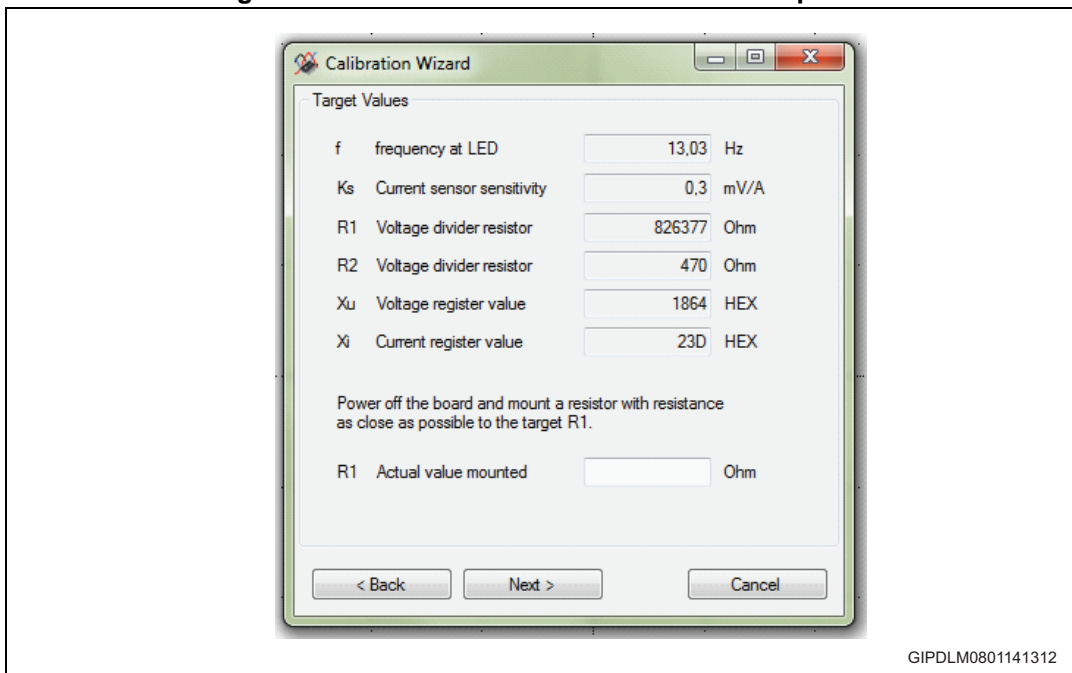 Calibration Wizard
Target Values
f frequency at LED 13,03 Hz
Ks Current sensor sensitivity 0,3 mV/A
R1 Voltage divider resistor 826377 Ohm
R2 Voltage divider resistor 470 Ohm
Xu Voltage register value 1864 HEX
Xi Current register value 23D HEX
Power off the board and mount a resistor with resistance
as close as possible to the target R1.
R1 Actual value mounted Ohm
< Back Next > Cancel
GIPDLM0801141312